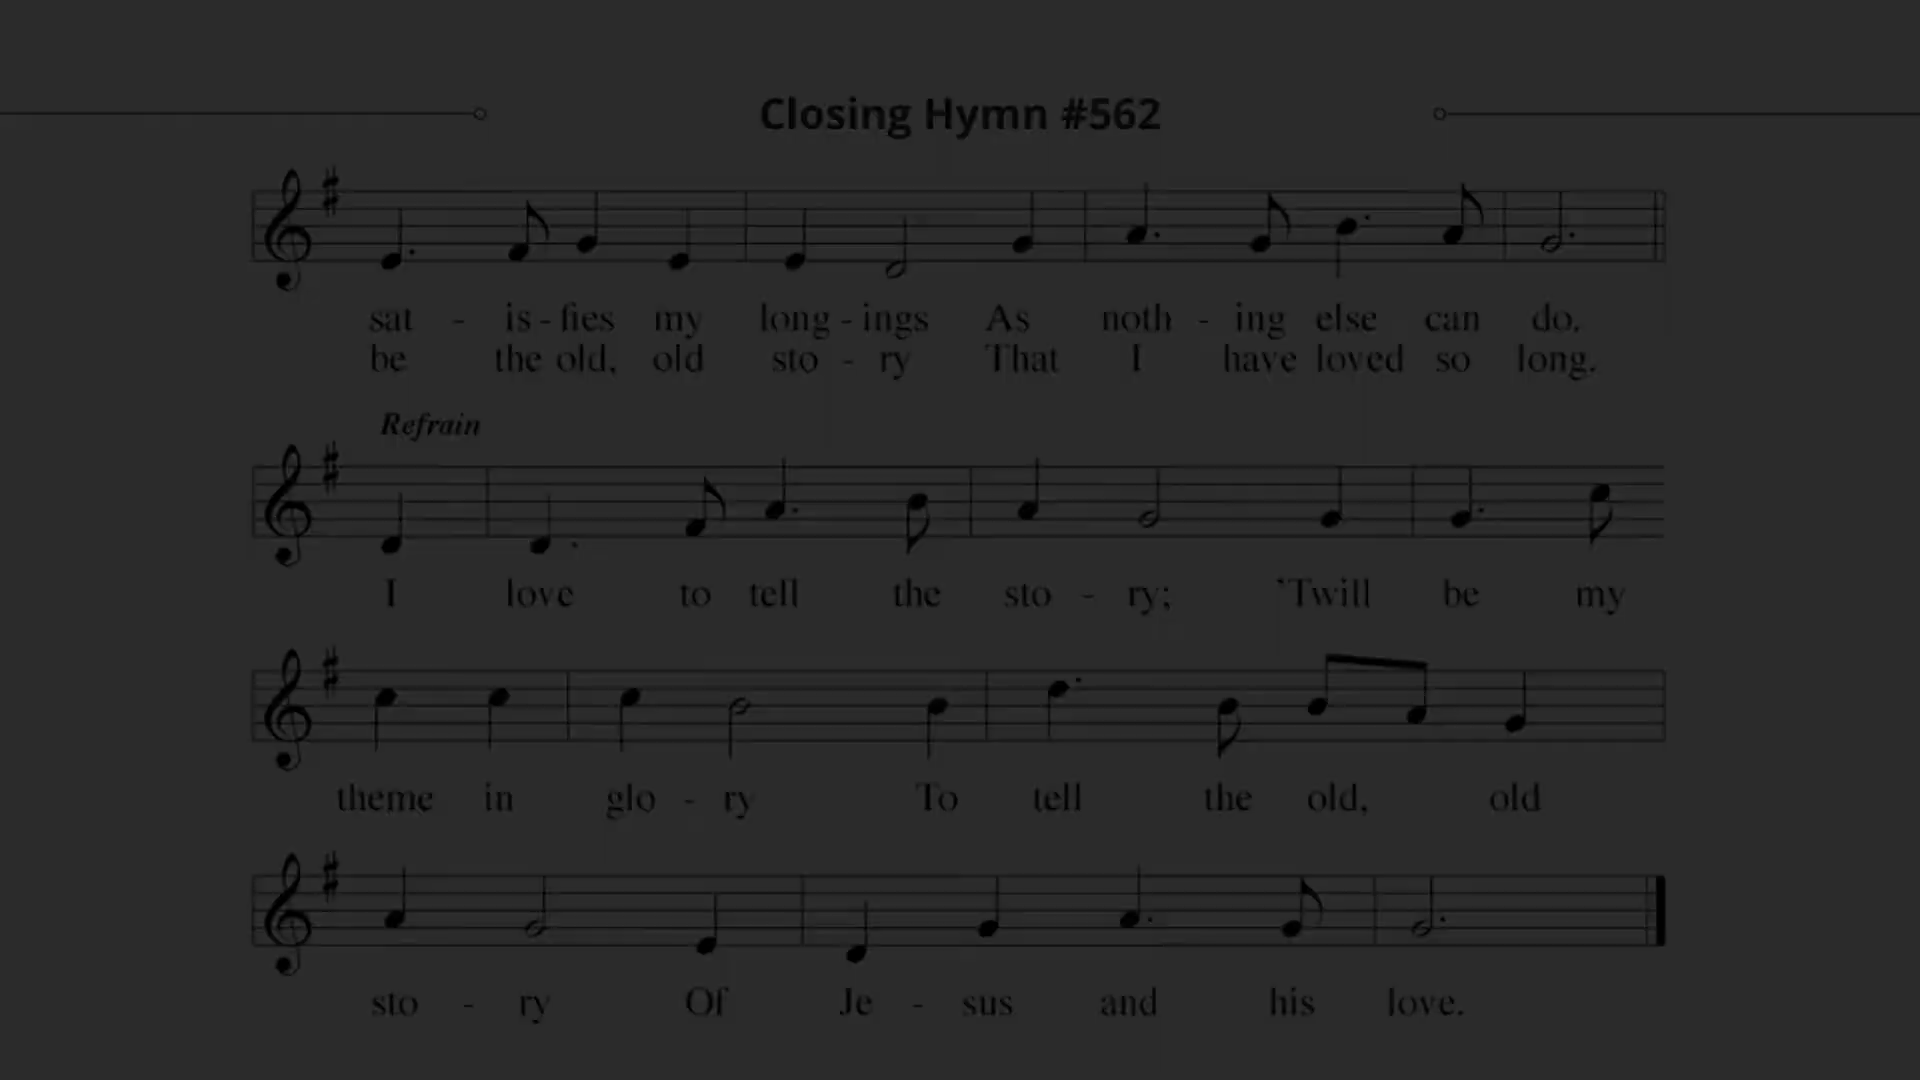 Closing Hymn #562
sat - is - fies my long - ings As noth - ing else can do.
be the old, old sto - ry That I have loved so long.
Refrain
I love to tell the sto - ry; 'Twill be my
theme in glo - ry To tell the old, old
sto - ry Of Je - sus and his love.